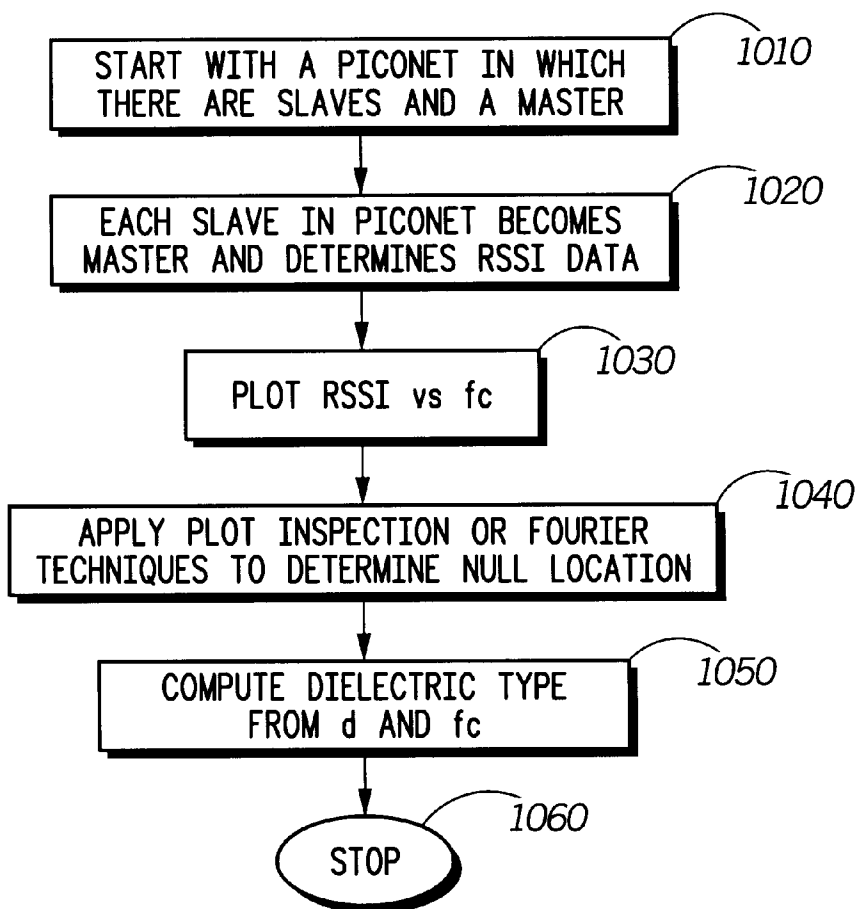 START WITH A PICONET IN WHICH
THERE ARE SLAVES AND A MASTER
1010
EACH SLAVE IN PICONET BECOMES
MASTER AND DETERMINES RSSI DATA
1020
PLOT RSSI vs fc
1030
APPLY PLOT INSPECTION OR FOURIER
TECHNIQUES TO DETERMINE NULL LOCATION
1040
COMPUTE DIELECTRIC TYPE
FROM d AND fc
1050
STOP
1060